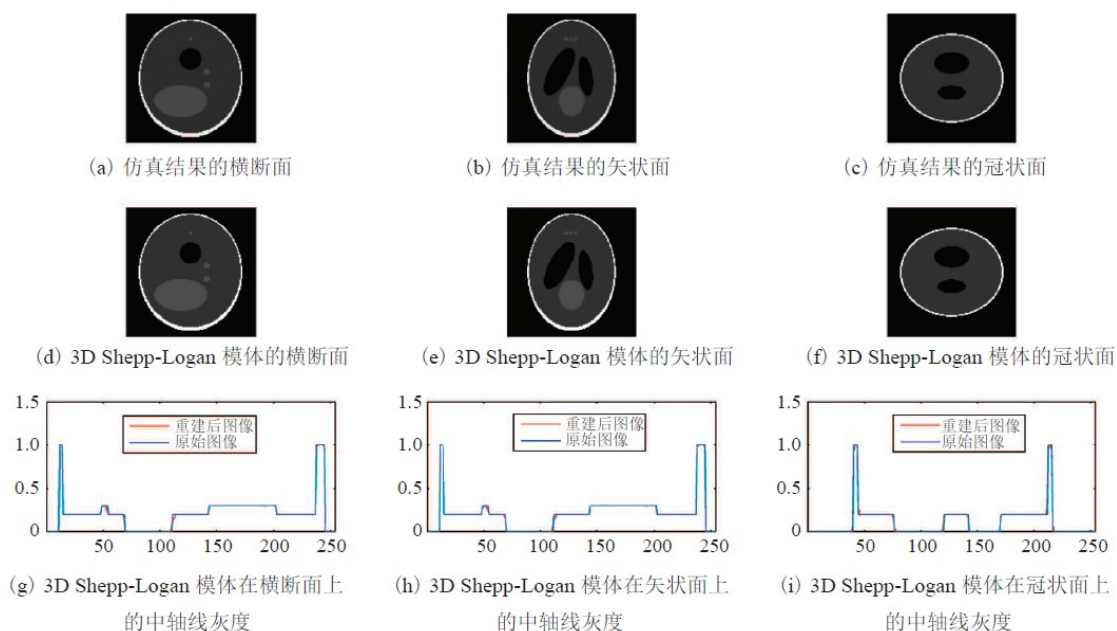 (a) 仿真结果的横断面
(b) 仿真结果的矢状面
(c) 仿真结果的冠状面
(d) 3D Shepp-Logan 模体的横断面
(e) 3D Shepp-Logan 模体的矢状面
(f) 3D Shepp-Logan 模体的冠状面
1.5
1.0
0.5
0
重建后图像
原始图像
50 100 150 200 250
1.5
1.0
0.5
0
重建后图像
原始图像
50 100 150 200 250
1.5
1.0
0.5
0
重建后图像
原始图像
50 100 150 200 250
(g) 3D Shepp-Logan 模体在横断面上
的中轴线灰度
(h) 3D Shepp-Logan 模体在矢状面上
的中轴线灰度
(i) 3D Shepp-Logan 模体在冠状面上
的中轴线灰度